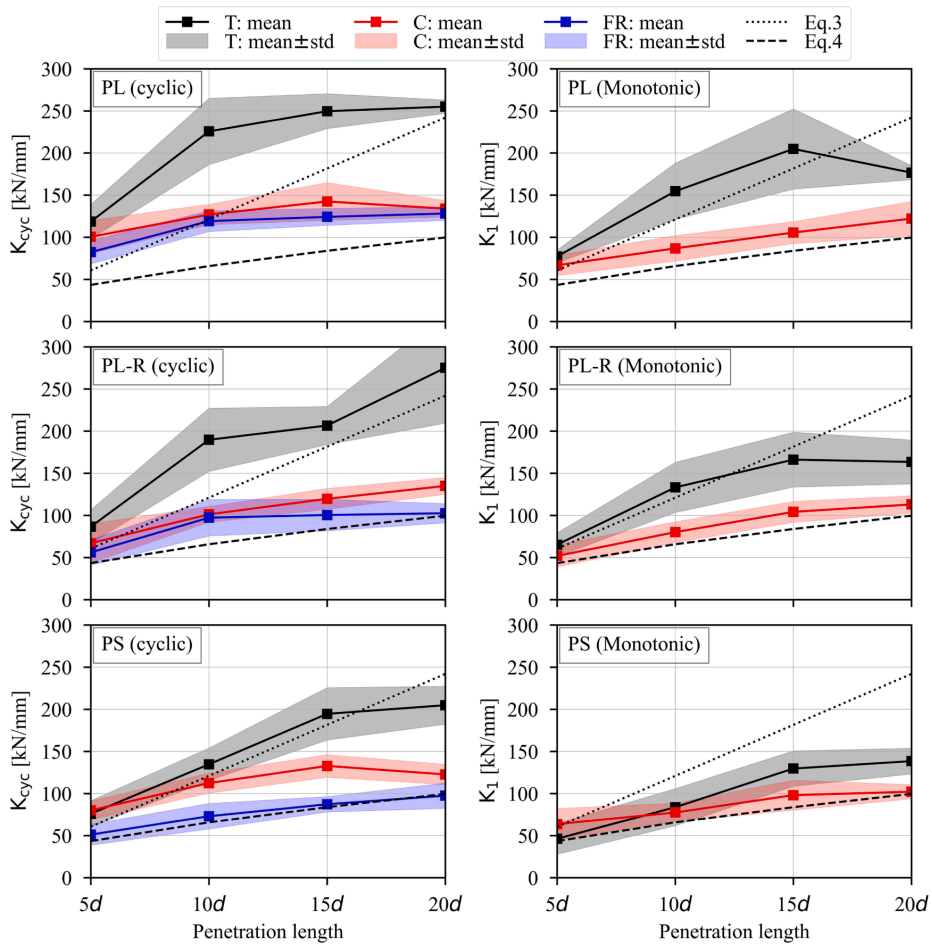 T: mean C: mean FR: mean Eq.3
T: mean±std C: mean±std FR: mean±std Eq.4
PL (cyclic)
K_cyc [kN/mm]
300
250
200
150
100
50
0
PL (Monotonic)
K_1 [kN/mm]
300
250
200
150
100
50
0
PL-R (cyclic)
K_cyc [kN/mm]
300
250
200
150
100
50
0
PL-R (Monotonic)
K_1 [kN/mm]
300
250
200
150
100
50
0
PS (cyclic)
K_cyc [kN/mm]
300
250
200
150
100
50
0
5d 10d 15d 20d
Penetration length
PS (Monotonic)
K_1 [kN/mm]
300
250
200
150
100
50
0
5d 10d 15d 20d
Penetration length